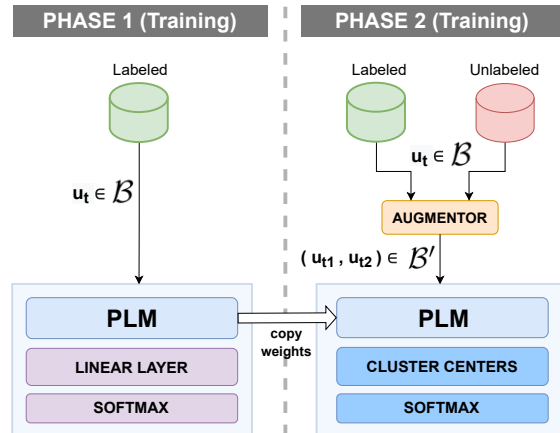 PHASE 1 (Training)
Labeled
uₜ ∈ ℬ
PLM
LINEAR LAYER
SOFTMAX
copy
weights
PHASE 2 (Training)
Labeled Unlabeled
uₜ ∈ ℬ
AUGMENTOR
( uₜ₁ , uₜ₂ ) ∈ ℬ′
PLM
CLUSTER CENTERS
SOFTMAX